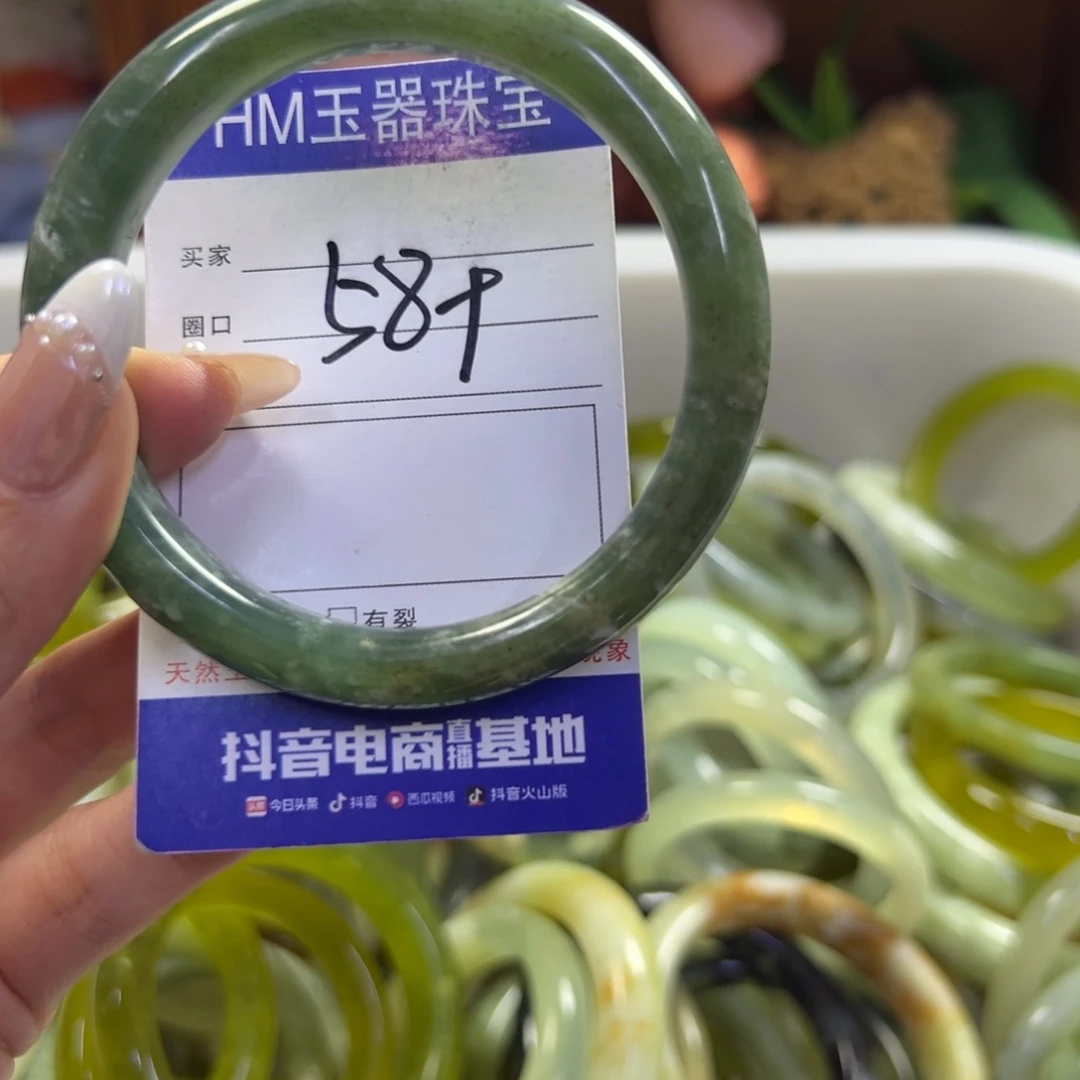 HM玉器珠宝
买家
圈口 58+
有裂
天然
现象
抖音电商直播基地
今日头条 抖音 西瓜视频 抖音火山版